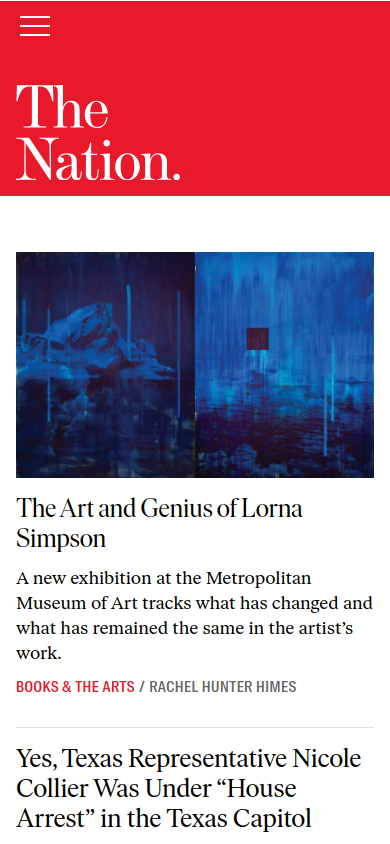 The
Nation.
The Art and Genius of Lorna
Simpson
A new exhibition at the Metropolitan
Museum of Art tracks what has changed and
what has remained the same in the artist’s
work.
BOOKS & THE ARTS / RACHEL HUNTER HIMES
Yes, Texas Representative Nicole
Collier Was Under “House
Arrest” in the Texas Capitol